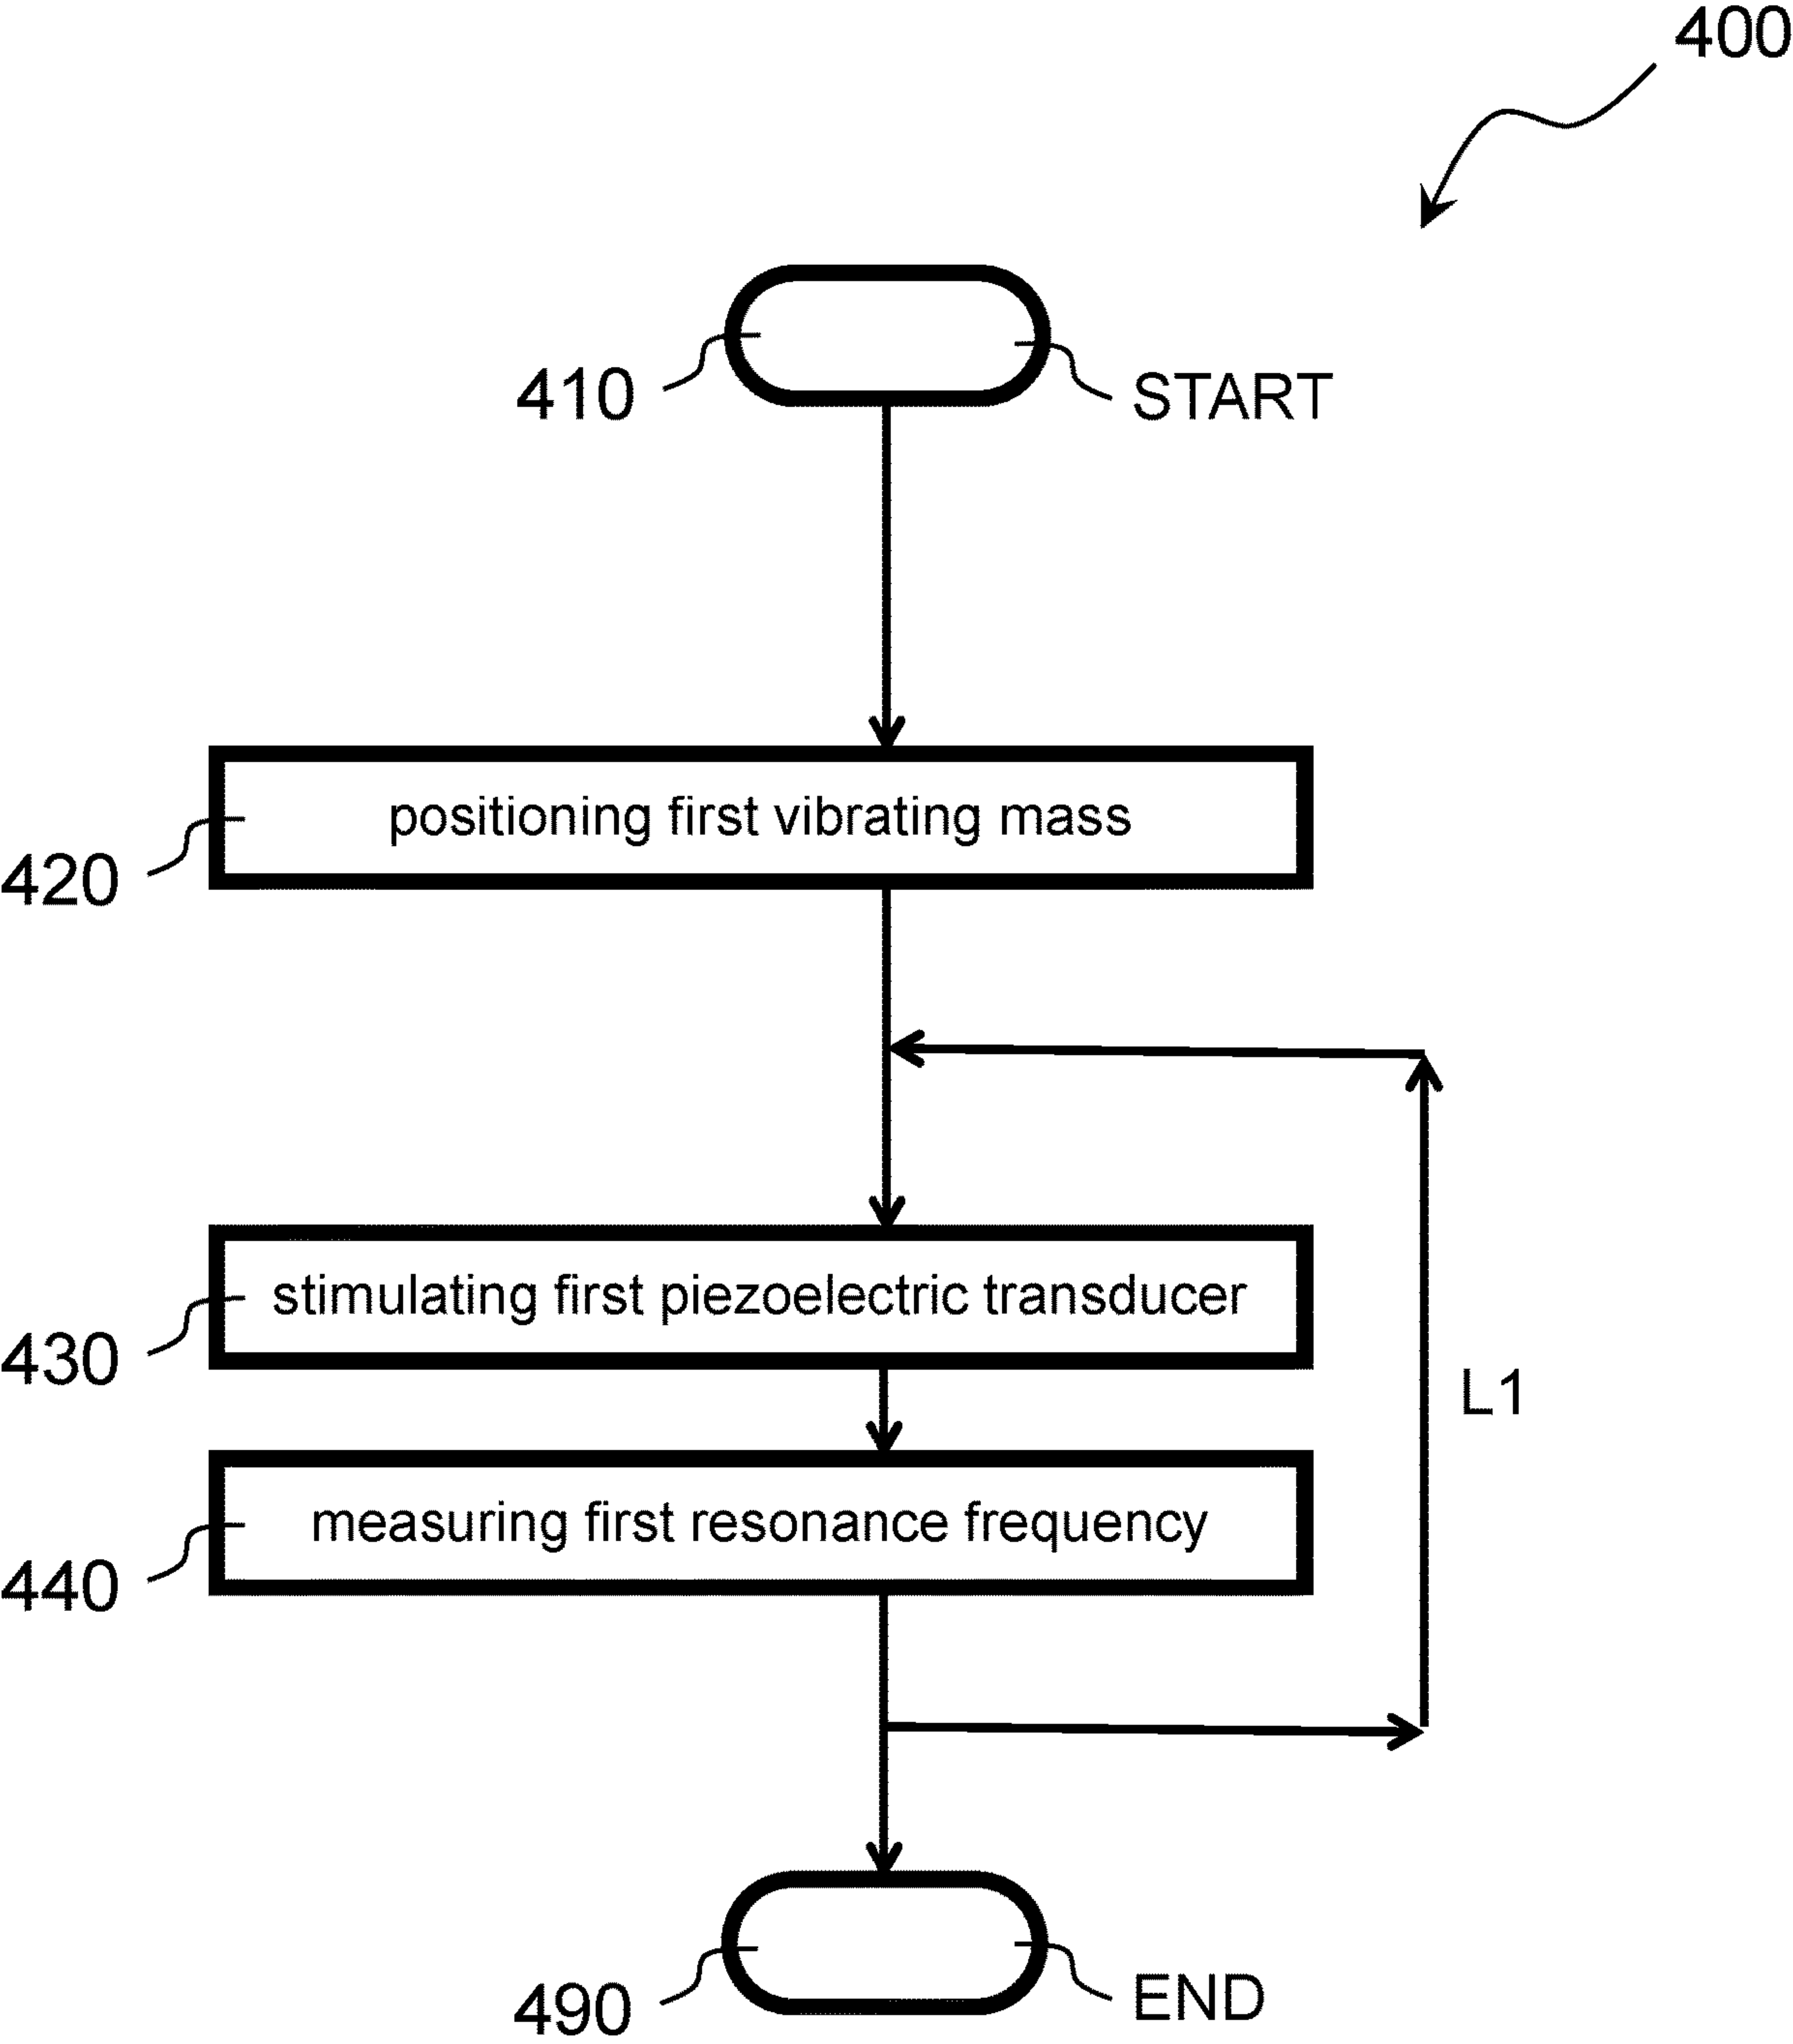 400
410
START
positioning first vibrating mass
420
stimulating first piezoelectric transducer
430
L1
measuring first resonance frequency
440
490
END